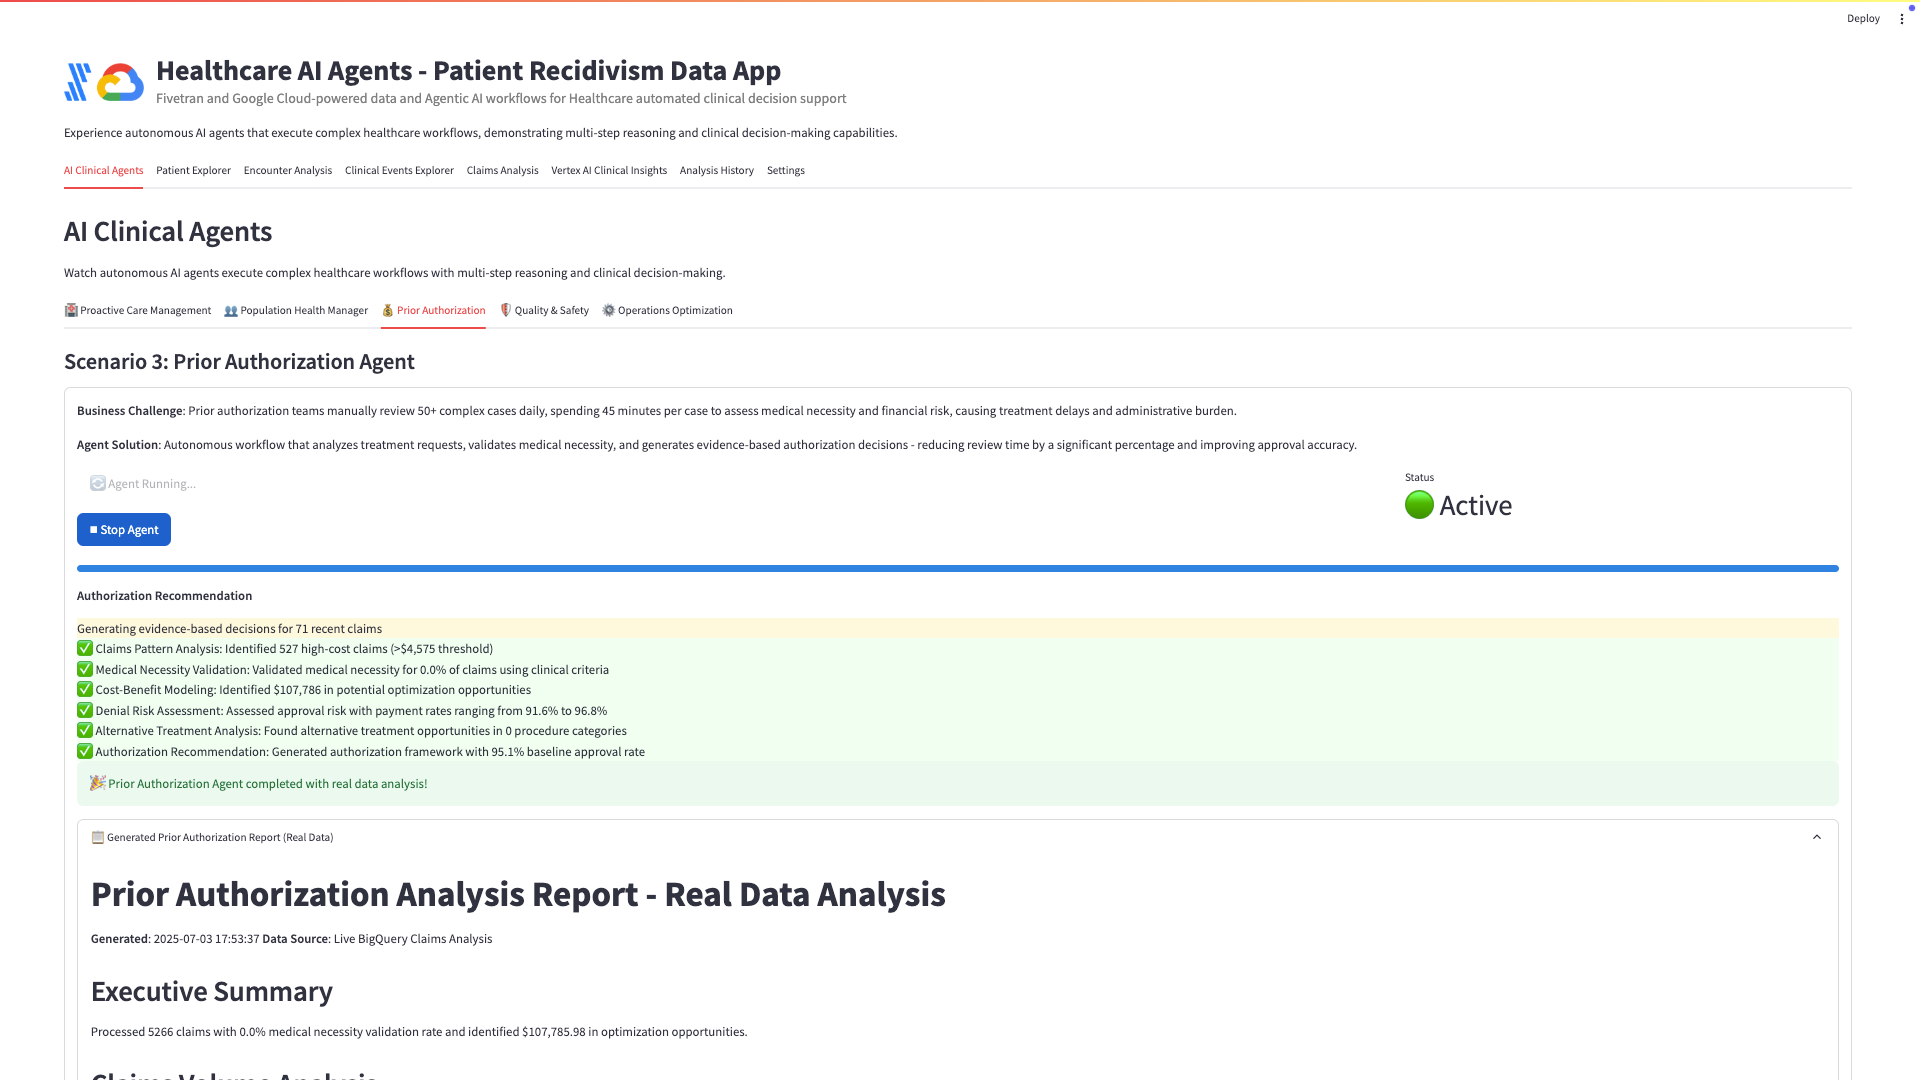 Deploy
Healthcare AI Agents - Patient Recidivism Data App
Fivetran and Google Cloud-powered data and Agentic AI workflows for Healthcare automated clinical decision support
Experience autonomous AI agents that execute complex healthcare workflows, demonstrating multi-step reasoning and clinical decision-making capabilities.
AI Clinical Agents Patient Explorer Encounter Analysis Clinical Events Explorer Claims Analysis Vertex AI Clinical Insights Analysis History Settings
AI Clinical Agents
Watch autonomous AI agents execute complex healthcare workflows with multi-step reasoning and clinical decision-making.
Proactive Care Management Population Health Manager Prior Authorization Quality & Safety Operations Optimization
Scenario 3: Prior Authorization Agent
Business Challenge: Prior authorization teams manually review 50+ complex cases daily, spending 45 minutes per case to assess medical necessity and financial risk, causing treatment delays and administrative burden.
Agent Solution: Autonomous workflow that analyzes treatment requests, validates medical necessity, and generates evidence-based authorization decisions - reducing review time by a significant percentage and improving approval accuracy.
Agent Running...
Status
Active
Stop Agent
Authorization Recommendation
Generating evidence-based decisions for 71 recent claims
Claims Pattern Analysis: Identified 527 high-cost claims (>$4,575 threshold)
Medical Necessity Validation: Validated medical necessity for 0.0% of claims using clinical criteria
Cost-Benefit Modeling: Identified $107,786 in potential optimization opportunities
Denial Risk Assessment: Assessed approval risk with payment rates ranging from 91.6% to 96.8%
Alternative Treatment Analysis: Found alternative treatment opportunities in 0 procedure categories
Authorization Recommendation: Generated authorization framework with 95.1% baseline approval rate
Prior Authorization Agent completed with real data analysis!
Generated Prior Authorization Report (Real Data)
Prior Authorization Analysis Report - Real Data Analysis
Generated: 2025-07-03 17:53:37 Data Source: Live BigQuery Claims Analysis
Executive Summary
Processed 5266 claims with 0.0% medical necessity validation rate and identified $107,785.98 in optimization opportunities.
Claims Volume Analysis